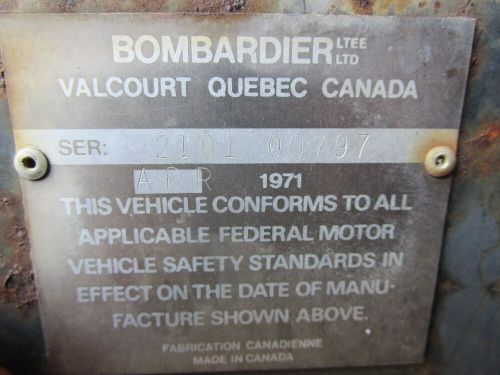 BOMBARDIER LTEE LTD
VALCOURT QUEBEC CANADA
SER: 2101 00797
APR 1971
THIS VEHICLE CONFORMS TO ALL
APPLICABLE FEDERAL MOTOR
VEHICLE SAFETY STANDARDS IN
EFFECT ON THE DATE OF MANU-
FACTURE SHOWN ABOVE.
FABRICATION CANADIENNE
MADE IN CANADA